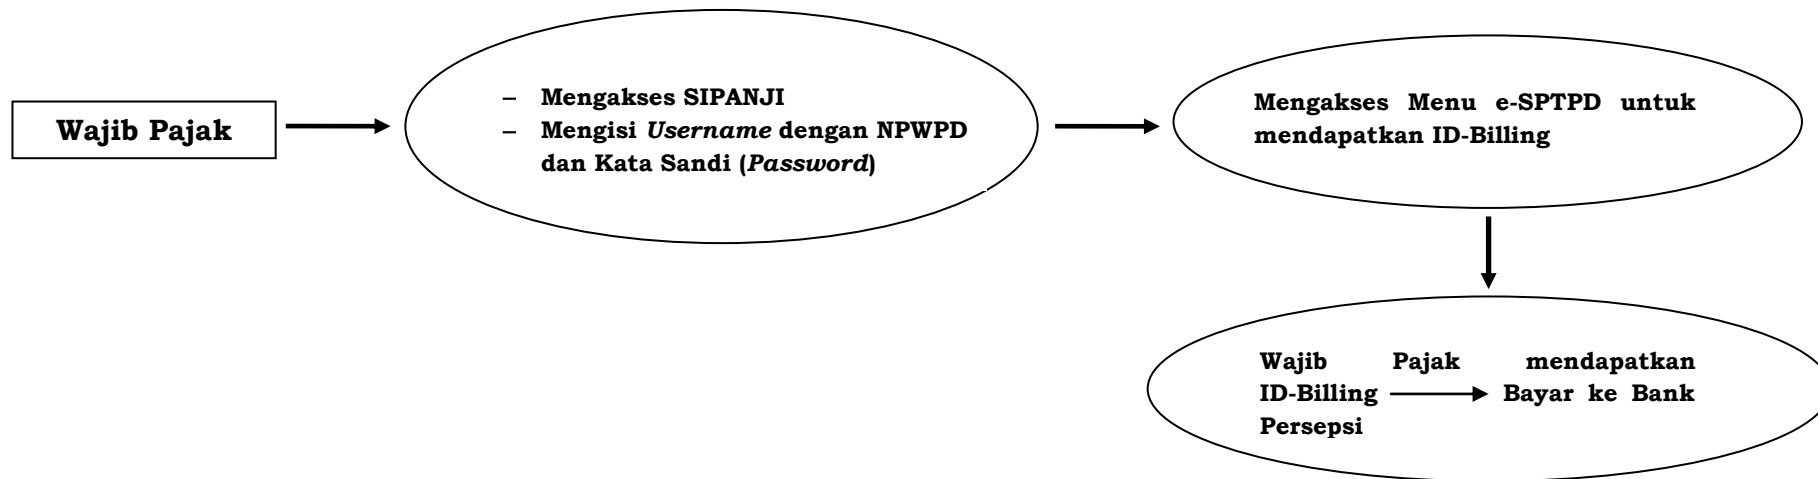 Wajib Pajak
– Mengakses SIPANJI
– Mengisi Username dengan NPWPD
dan Kata Sandi (Password)
Mengakses Menu e-SPTPD untuk
mendapatkan ID-Billing
Wajib Pajak mendapatkan
ID-Billing Bayar ke Bank
Persepsi